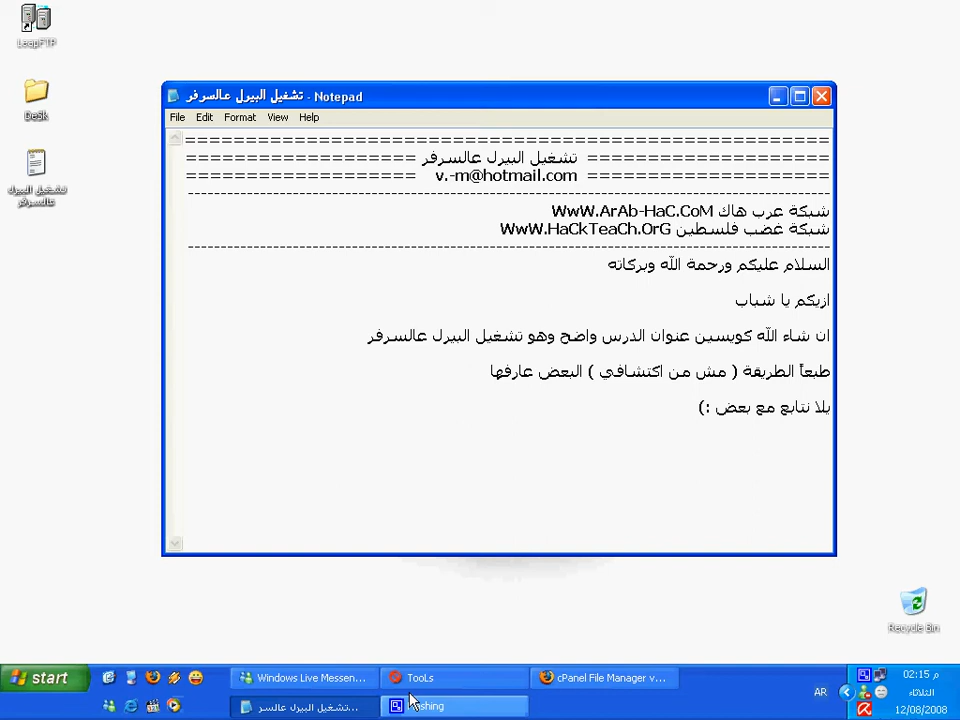 LeapFTP
Desk
تشغيل البيرل
عالسرفر
تشغيل البيرل عالسرفر - Notepad
File Edit Format View Help
=====================================================
==================== تشغيل البيرل عالسرفر ===================
==================== v.-m@hotmail.com ===================
--------------------------------------------------------------------------------------------
شبكة عرب هاك WwW.ArAb-HaC.CoM
شبكة غضب فلسطين WwW.HaCkTeaCh.OrG
--------------------------------------------------------------------------------------------
السلام عليكم ورحمة الله وبركاته
ازيكم يا شباب
ان شاء الله كويسين عنوان الدرس واضح وهو تشغيل البيرل عالسرفر
طبعاً الطريقة ( مش من اكتشافي ) البعض عارفها
يلا نتابع مع بعض :)
Recycle Bin
start
Windows Live Messen...
TooLs
cPanel File Manager v...
تشغيل البيرل عالسر...
shing
AR
02:15 م
الثلاثاء
12/08/2008